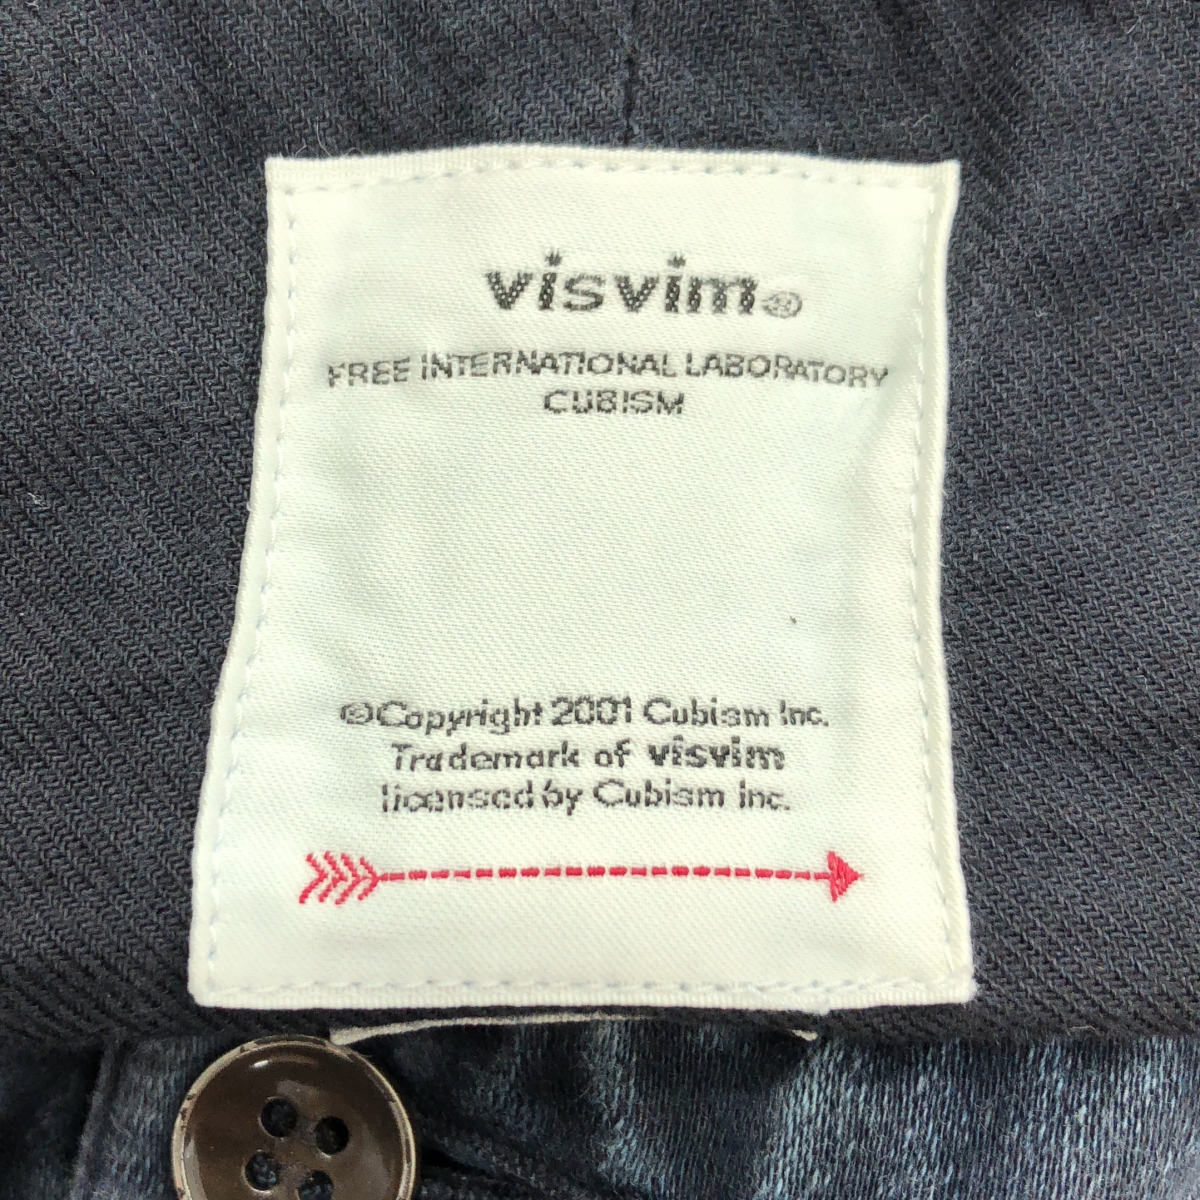 visvim®
FREE INTERNATIONAL LABORATORY
CUBISM
©Copyright 2001 Cubism Inc.
Trademark of visvim
licensed by Cubism Inc.